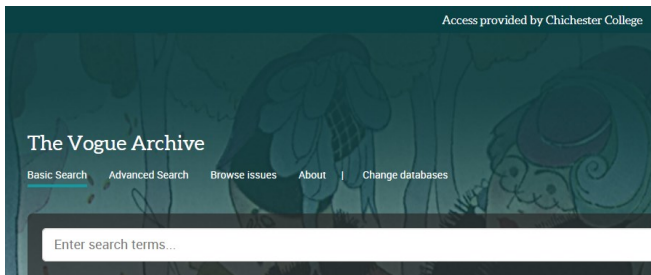 Access provided by Chichester College
The Vogue Archive
Basic Search Advanced Search Browse issues About | Change databases
Enter search terms...